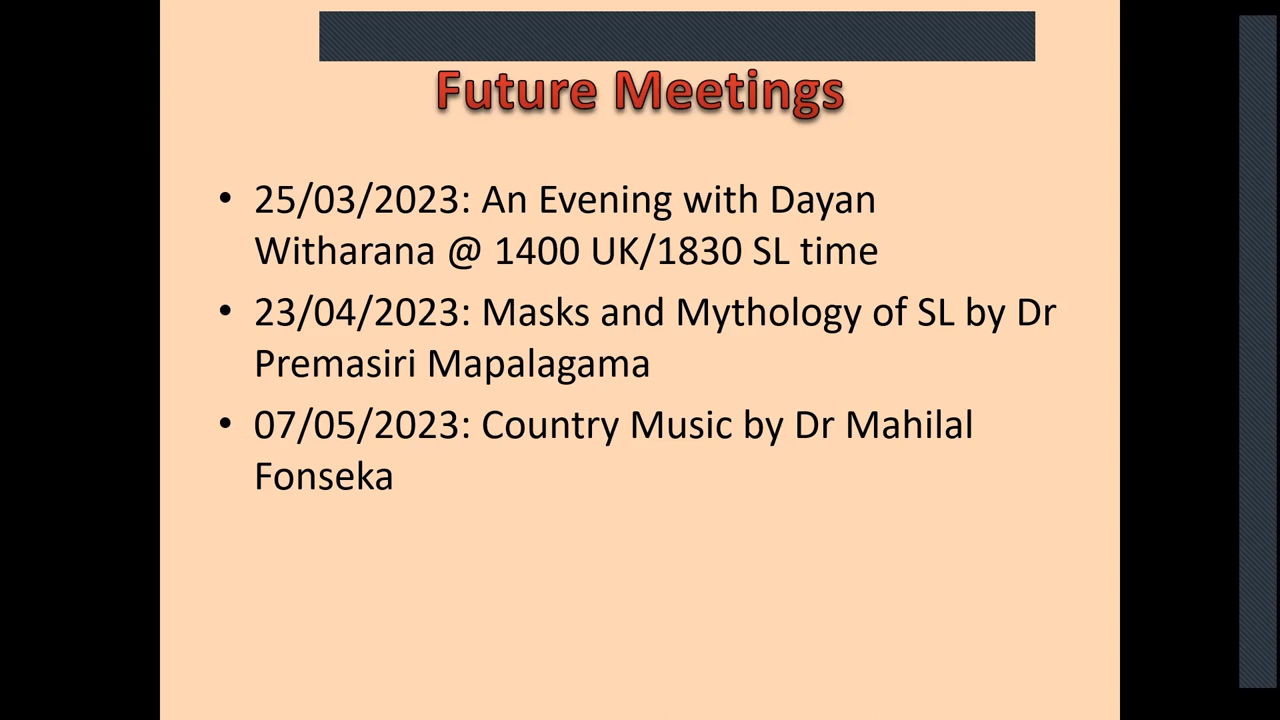 Future Meetings
• 25/03/2023: An Evening with Dayan
Witharana @ 1400 UK/1830 SL time
• 23/04/2023: Masks and Mythology of SL by Dr
Premasiri Mapalagama
• 07/05/2023: Country Music by Dr Mahilal
Fonseka